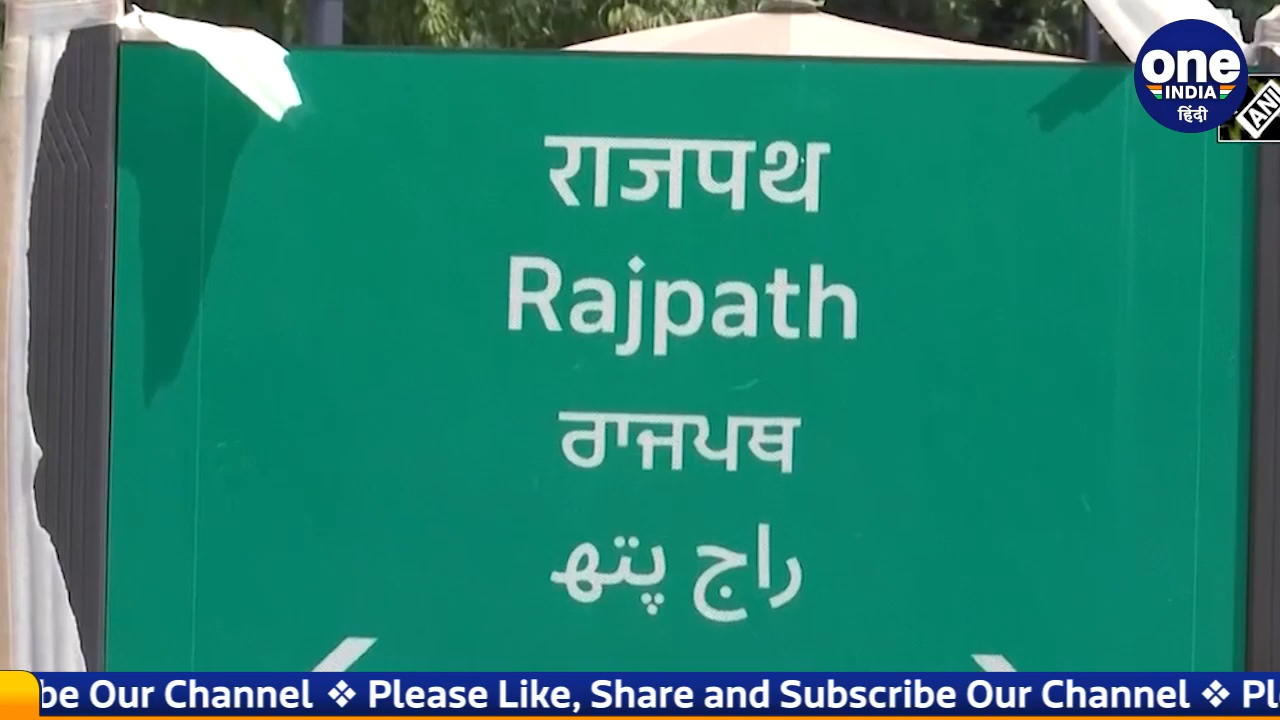 one
INDIA
हिंदी
ANI
राजपथ
Rajpath
ਰਾਜਪਥ
راج پتھ
be Our Channel ❖ Please Like, Share and Subscribe Our Channel ❖ Pl